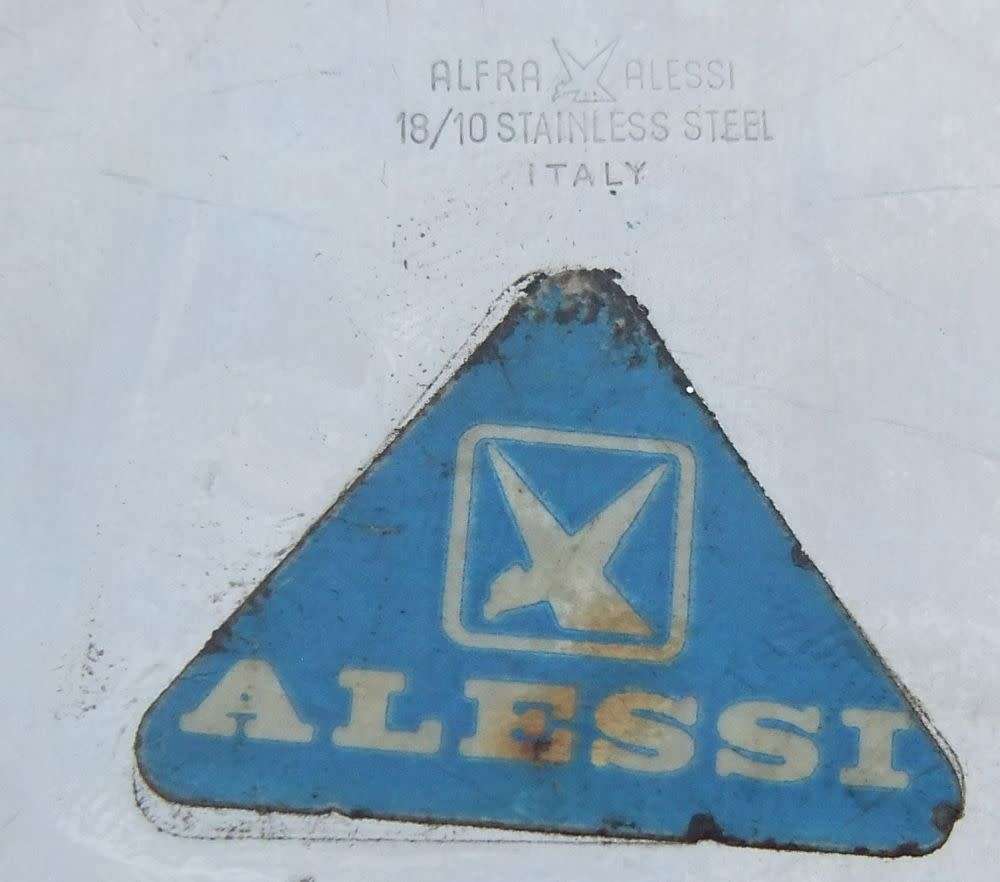 ALFRA ALESSI
18/10 STAINLESS STEEL
ITALY
ALESSI